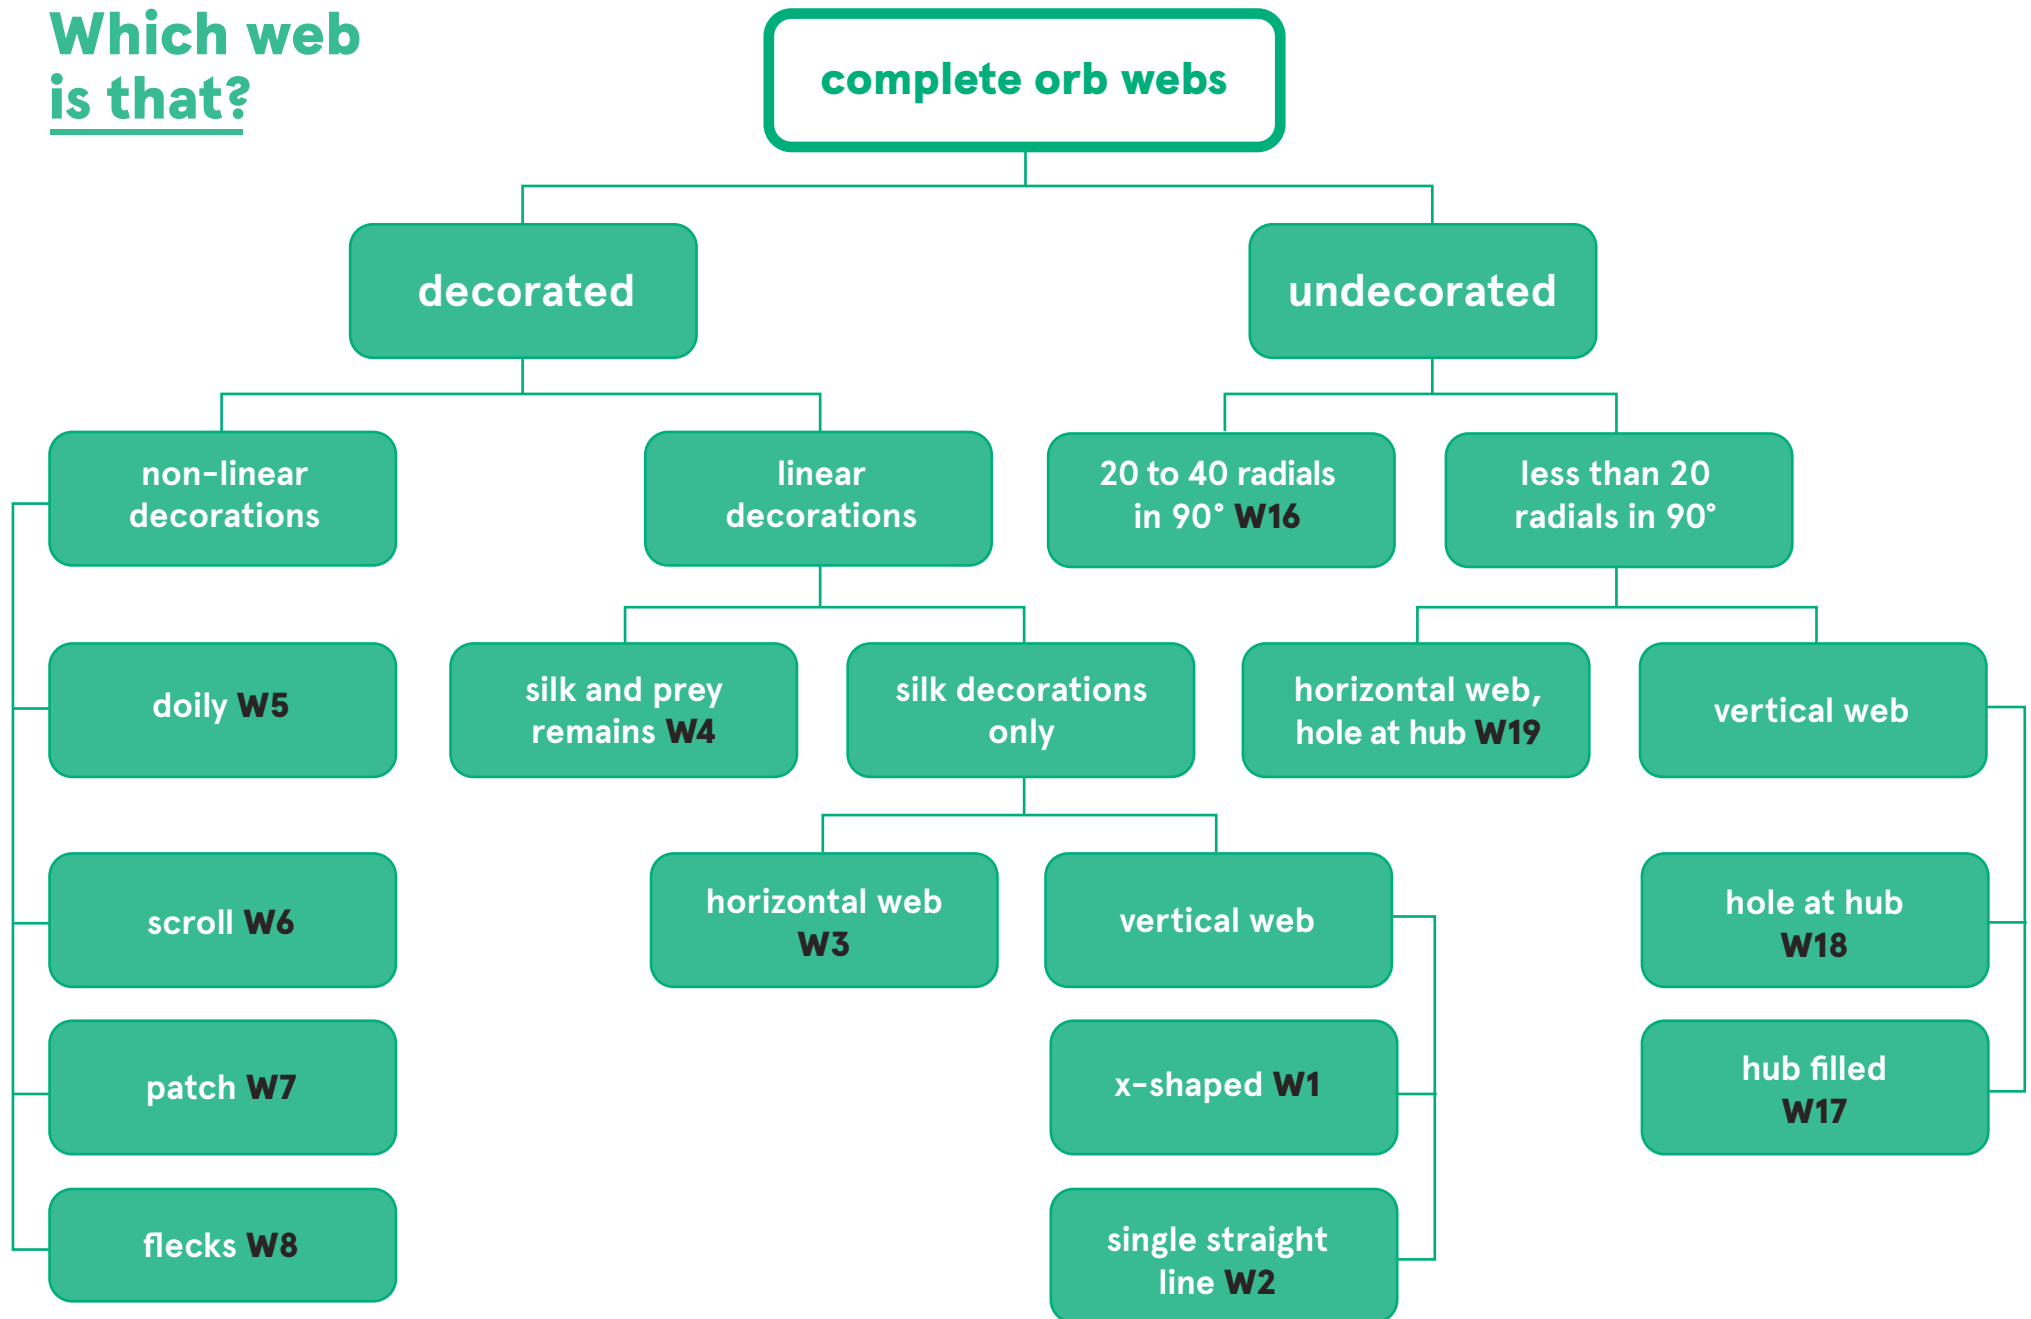 Which web
is that?
complete orb webs
decorated
undecorated
non-linear
decorations
linear
decorations
20 to 40 radials
in 90° W16
less than 20
radials in 90°
doily W5
silk and prey
remains W4
silk decorations
only
horizontal web,
hole at hub W19
vertical web
scroll W6
horizontal web
W3
vertical web
hole at hub
W18
patch W7
x-shaped W1
hub filled
W17
flecks W8
single straight
line W2